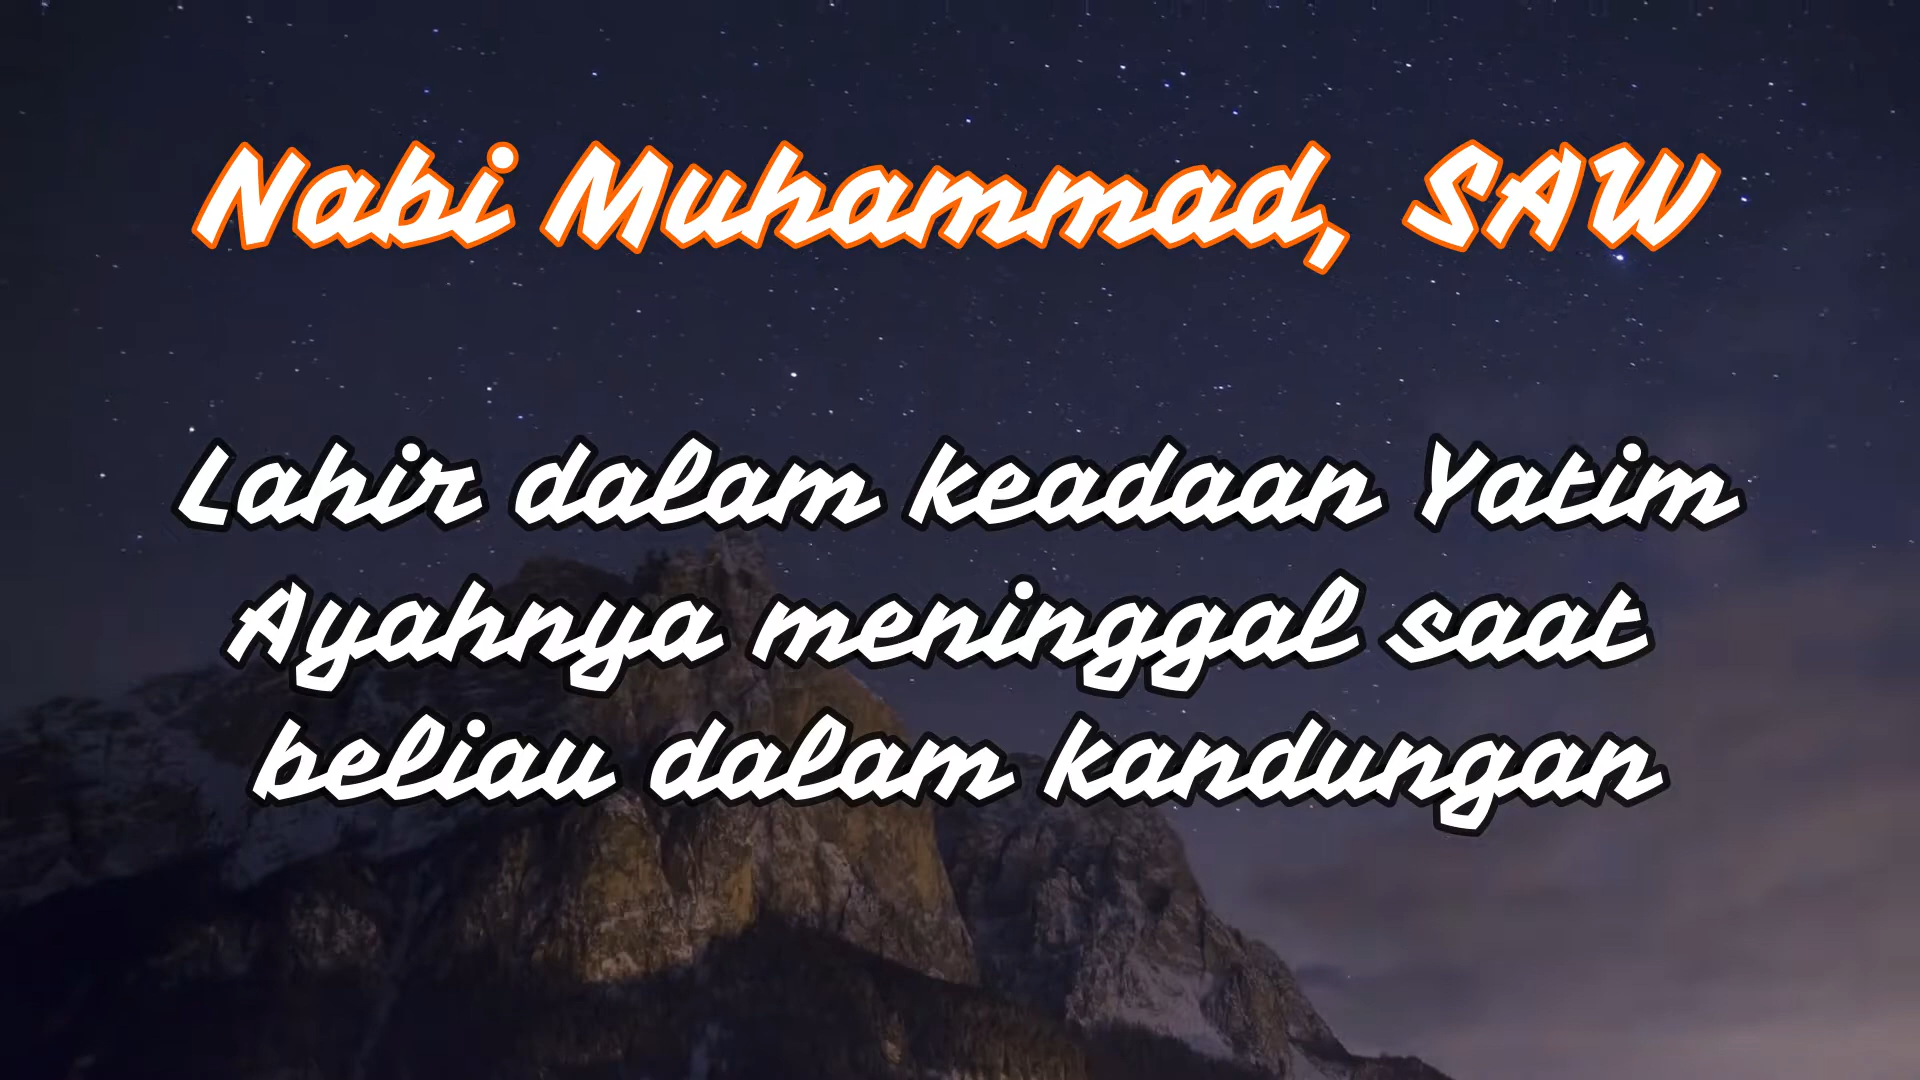 Nabi Muhammad, SAW
Lahir dalam keadaan Yatim
Ayahnya meninggal saat
beliau dalam kandungan